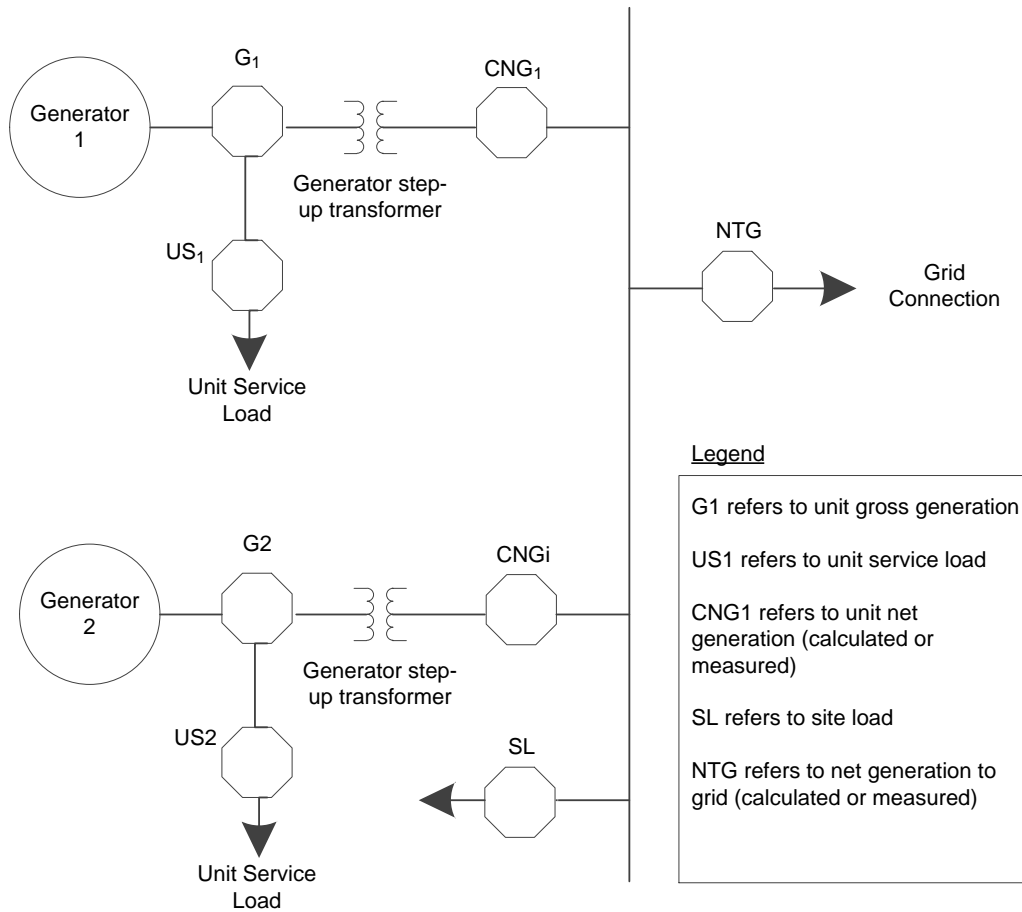 G1
CNG1
Generator
1
Generator step-
up transformer
US1
NTG
Grid
Connection
Unit Service
Load
Legend
G1 refers to unit gross generation
US1 refers to unit service load
CNG1 refers to unit net
generation (calculated or
measured)
SL refers to site load
NTG refers to net generation to
grid (calculated or measured)
G2
CNGi
Generator
2
Generator step-
up transformer
US2
SL
Unit Service
Load